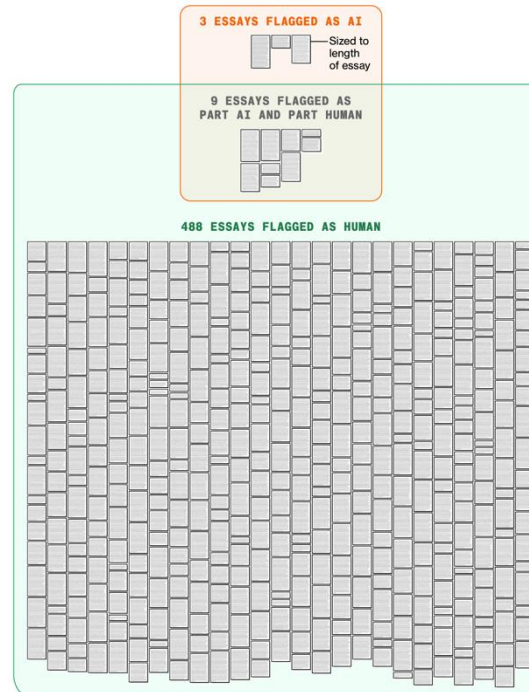 3 ESSAYS FLAGGED AS AI
Sized to
length
of essay
9 ESSAYS FLAGGED AS
PART AI AND PART HUMAN
488 ESSAYS FLAGGED AS HUMAN